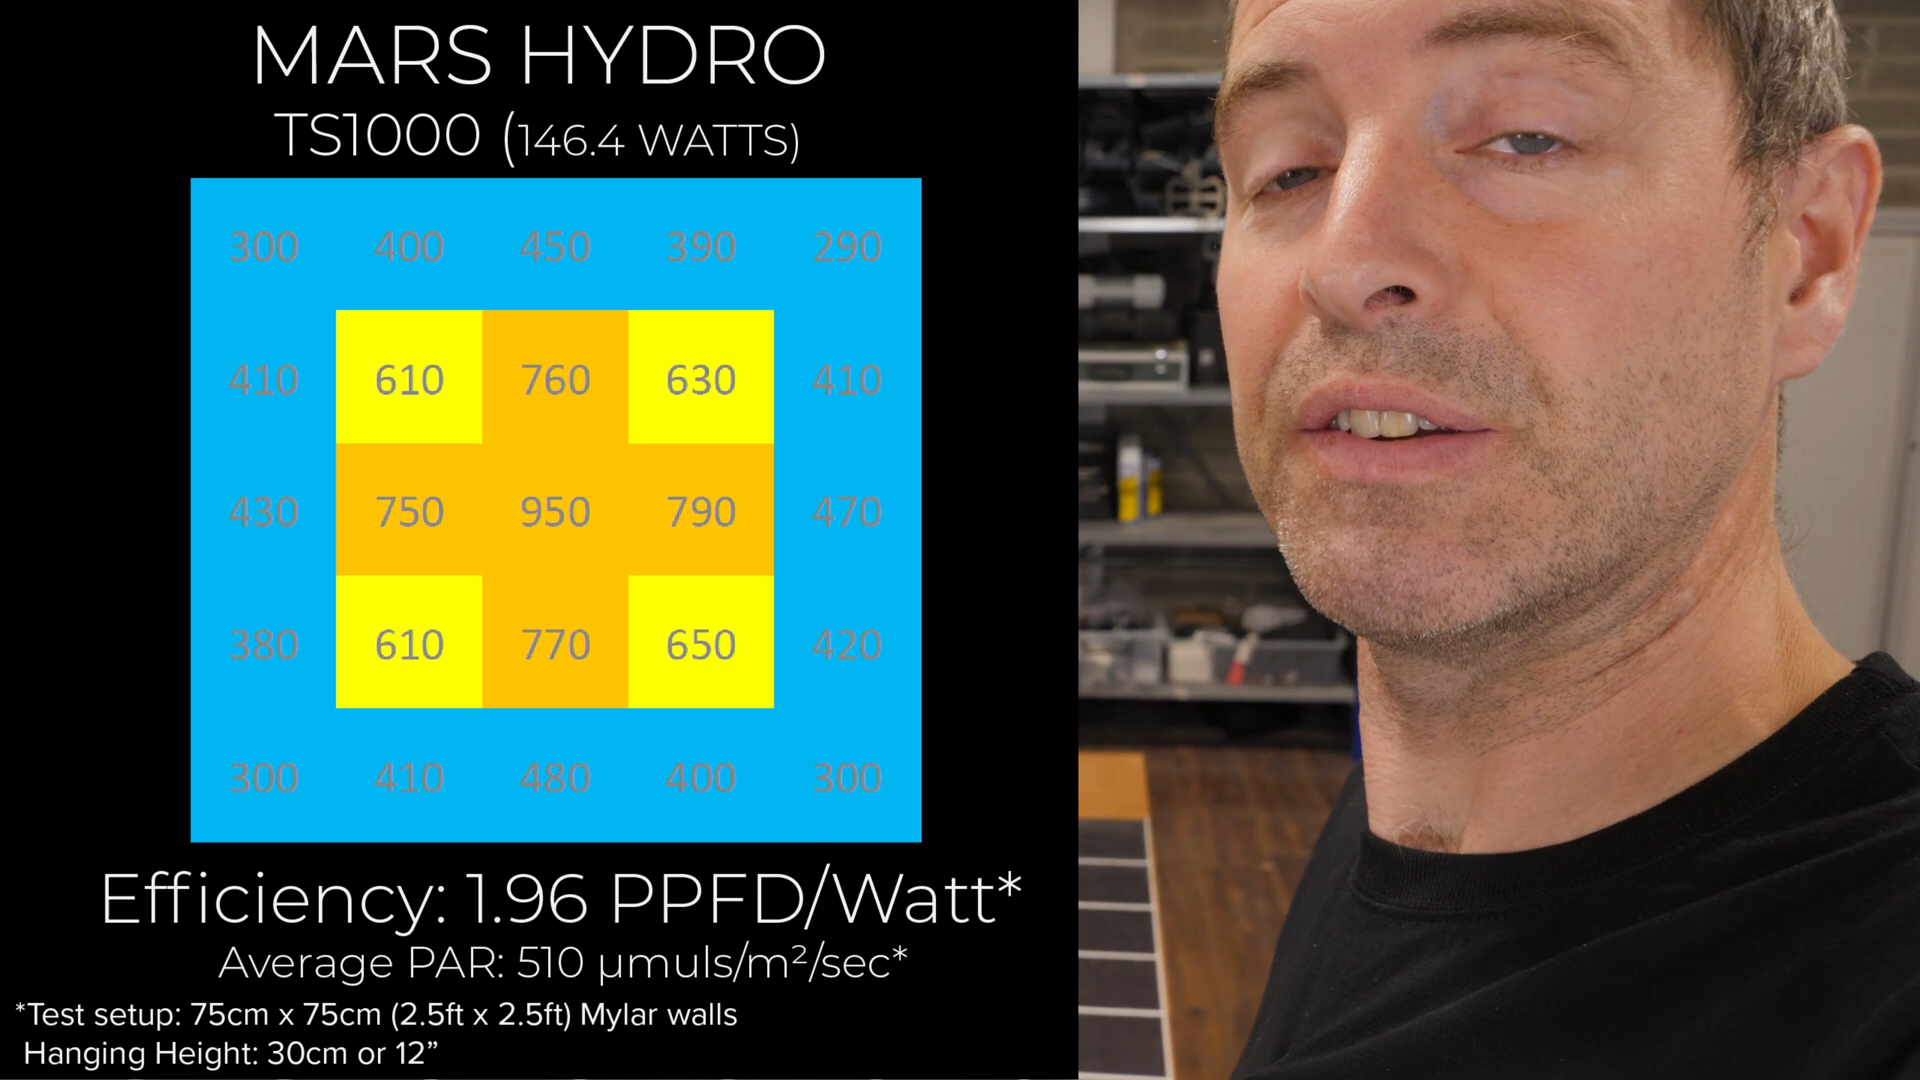 MARS HYDRO
TS1000 (146.4 WATTS)
300 400 450 390 290
410 610 760 630 410
430 750 950 790 470
380 610 770 650 420
300 410 480 400 300
Efficiency: 1.96 PPFD/Watt*
Average PAR: 510 µmuls/m²/sec*
*Test setup: 75cm x 75cm (2.5ft x 2.5ft) Mylar walls
Hanging Height: 30cm or 12”